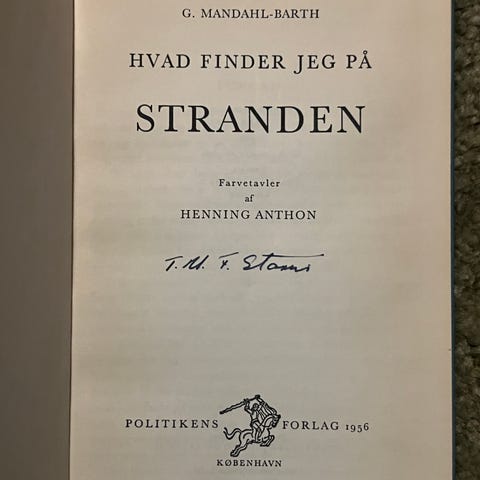 G. MANDAHL-BARTH
HVAD FINDER JEG PÅ
STRANDEN
Farvetavler
af
HENNING ANTHON
T. M. F.
POLITIKENS FORLAG 1956
KØBENHAVN